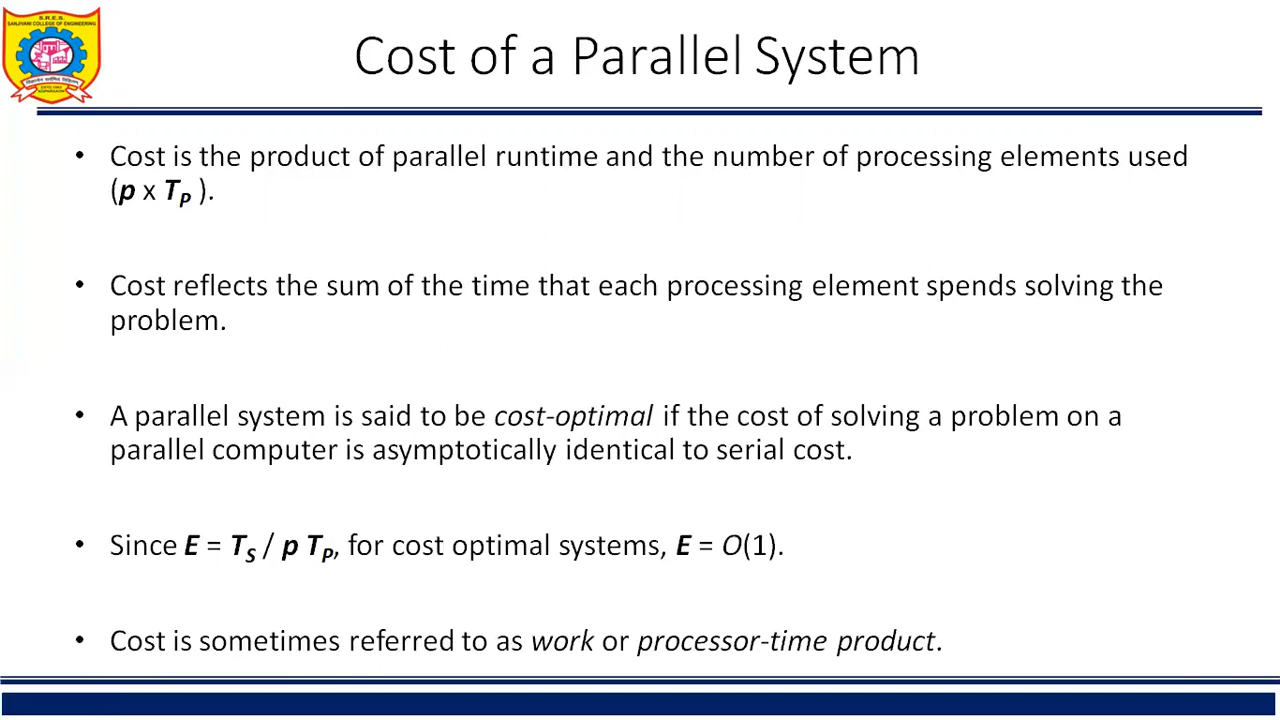 S.R.E.S.
SANJIVANI COLLEGE OF ENGINEERING
Cost of a Parallel System
• Cost is the product of parallel runtime and the number of processing elements used
(p x TP ).
• Cost reflects the sum of the time that each processing element spends solving the
problem.
• A parallel system is said to be cost-optimal if the cost of solving a problem on a
parallel computer is asymptotically identical to serial cost.
• Since E = TS / p TP, for cost optimal systems, E = O(1).
• Cost is sometimes referred to as work or processor-time product.